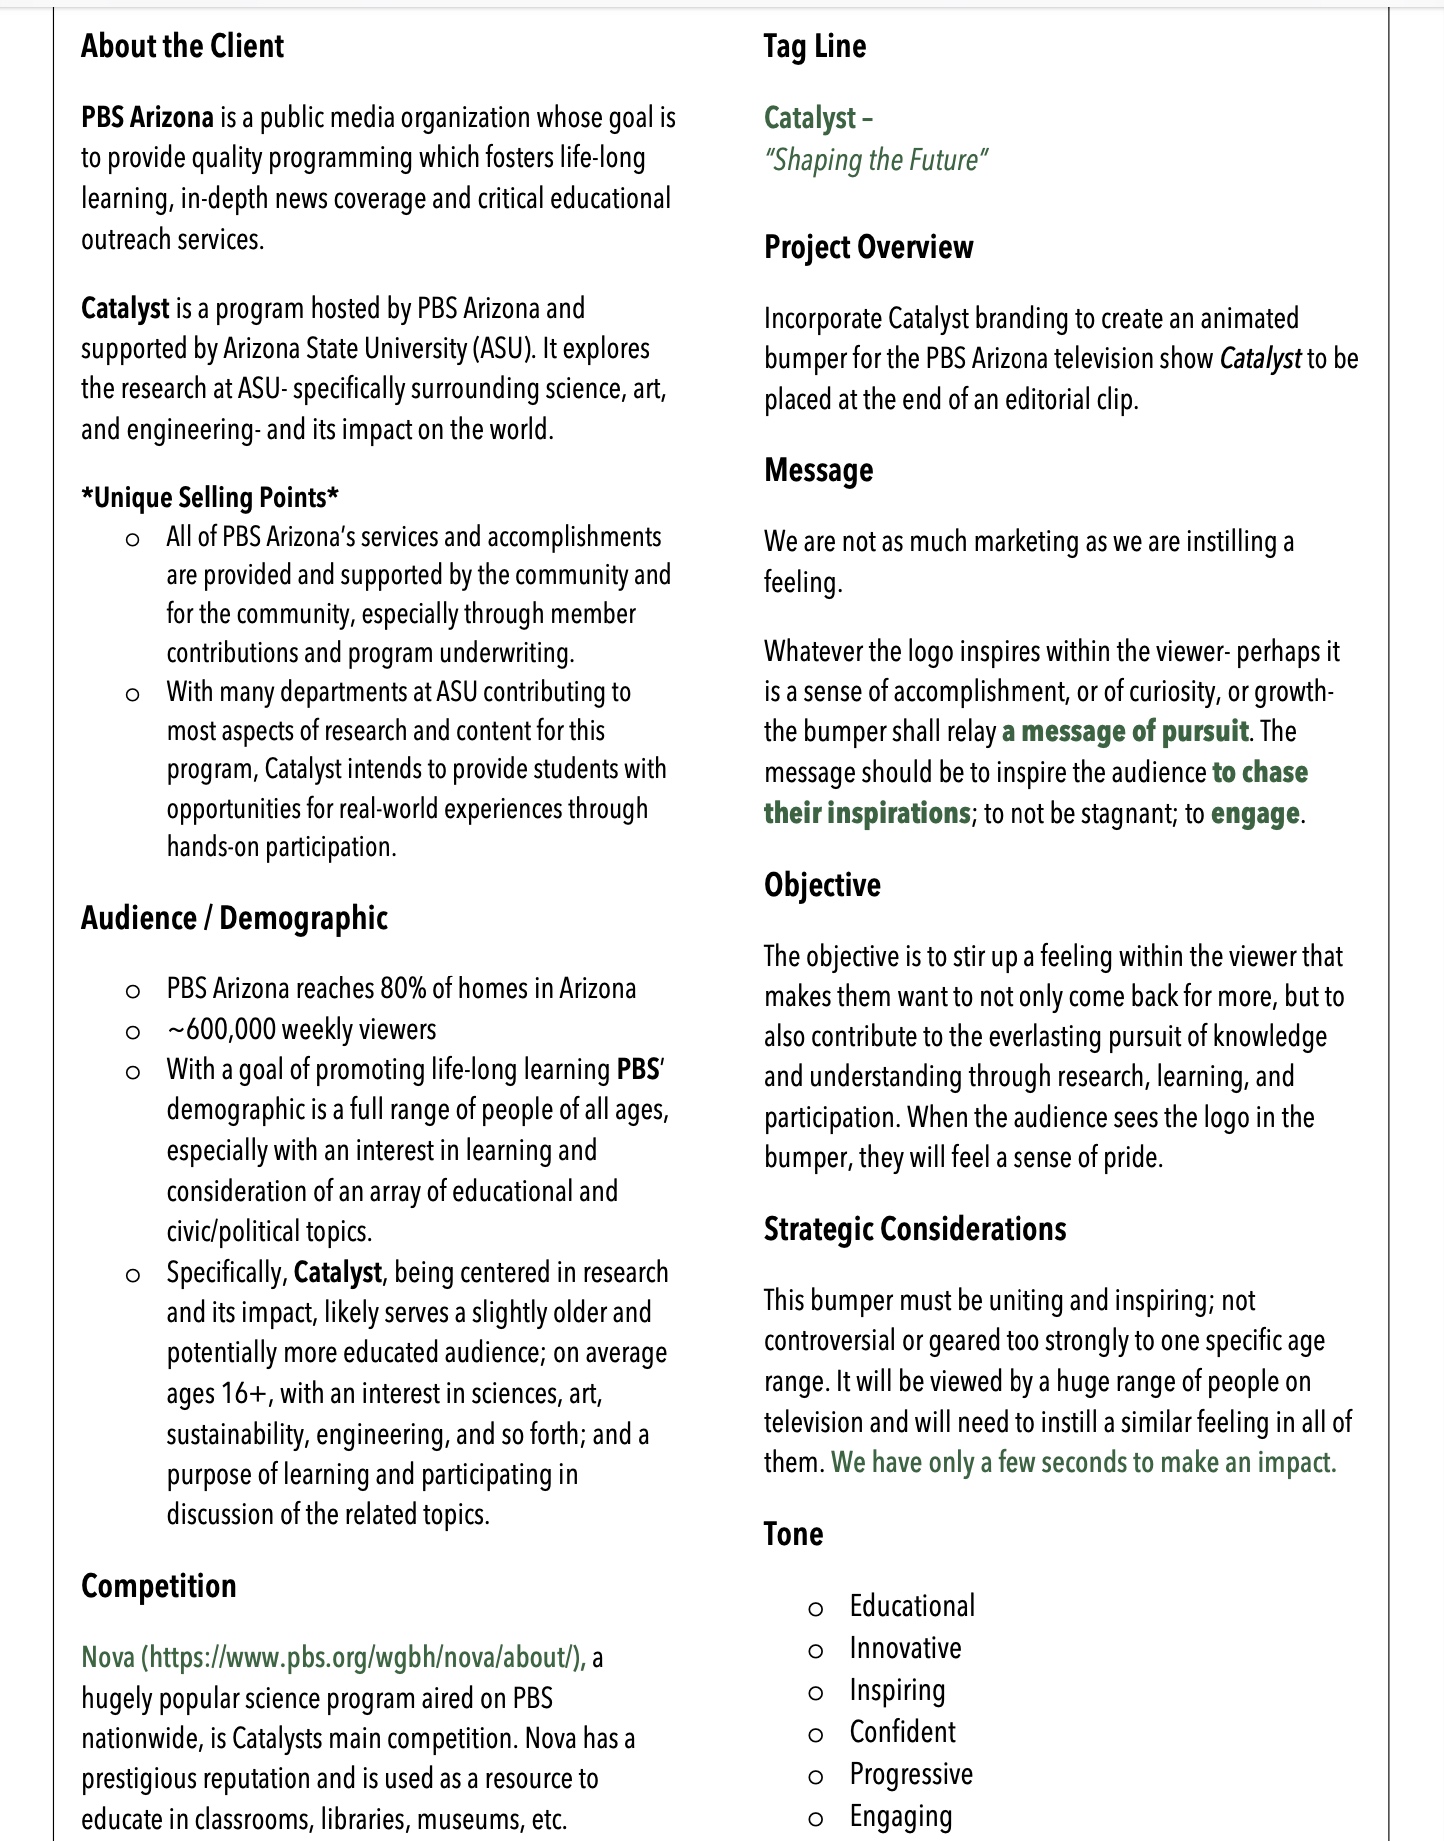 About the Client
PBS Arizona is a public media organization whose goal is
to provide quality programming which fosters life-long
learning, in-depth news coverage and critical educational
outreach services.
Catalyst is a program hosted by PBS Arizona and
supported by Arizona State University (ASU). It explores
the research at ASU- specifically surrounding science, art,
and engineering- and its impact on the world.
*Unique Selling Points*
o All of PBS Arizona's services and accomplishments
are provided and supported by the community and
for the community, especially through member
contributions and program underwriting.
o With many departments at ASU contributing to
most aspects of research and content for this
program, Catalyst intends to provide students with
opportunities for real-world experiences through
hands-on participation.
Audience / Demographic
o PBS Arizona reaches 80% of homes in Arizona
o ~600,000 weekly viewers
o With a goal of promoting life-long learning PBS'
demographic is a full range of people of all ages,
especially with an interest in learning and
consideration of an array of educational and
civic/political topics.
o Specifically, Catalyst, being centered in research
and its impact, likely serves a slightly older and
potentially more educated audience; on average
ages 16+, with an interest in sciences, art,
sustainability, engineering, and so forth; and a
purpose of learning and participating in
discussion of the related topics.
Competition
Nova (https://www.pbs.org/wgbh/nova/about/), a
hugely popular science program aired on PBS
nationwide, is Catalysts main competition. Nova has a
prestigious reputation and is used as a resource to
educate in classrooms, libraries, museums, etc.
Tag Line
Catalyst –
“Shaping the Future”
Project Overview
Incorporate Catalyst branding to create an animated
bumper for the PBS Arizona television show Catalyst to be
placed at the end of an editorial clip.
Message
We are not as much marketing as we are instilling a
feeling.
Whatever the logo inspires within the viewer- perhaps it
is a sense of accomplishment, or of curiosity, or growth-
the bumper shall relay a message of pursuit. The
message should be to inspire the audience to chase
their inspirations; to not be stagnant; to engage.
Objective
The objective is to stir up a feeling within the viewer that
makes them want to not only come back for more, but to
also contribute to the everlasting pursuit of knowledge
and understanding through research, learning, and
participation. When the audience sees the logo in the
bumper, they will feel a sense of pride.
Strategic Considerations
This bumper must be uniting and inspiring; not
controversial or geared too strongly to one specific age
range. It will be viewed by a huge range of people on
television and will need to instill a similar feeling in all of
them. We have only a few seconds to make an impact.
Tone
o Educational
o Innovative
o Inspiring
o Confident
o Progressive
o Engaging